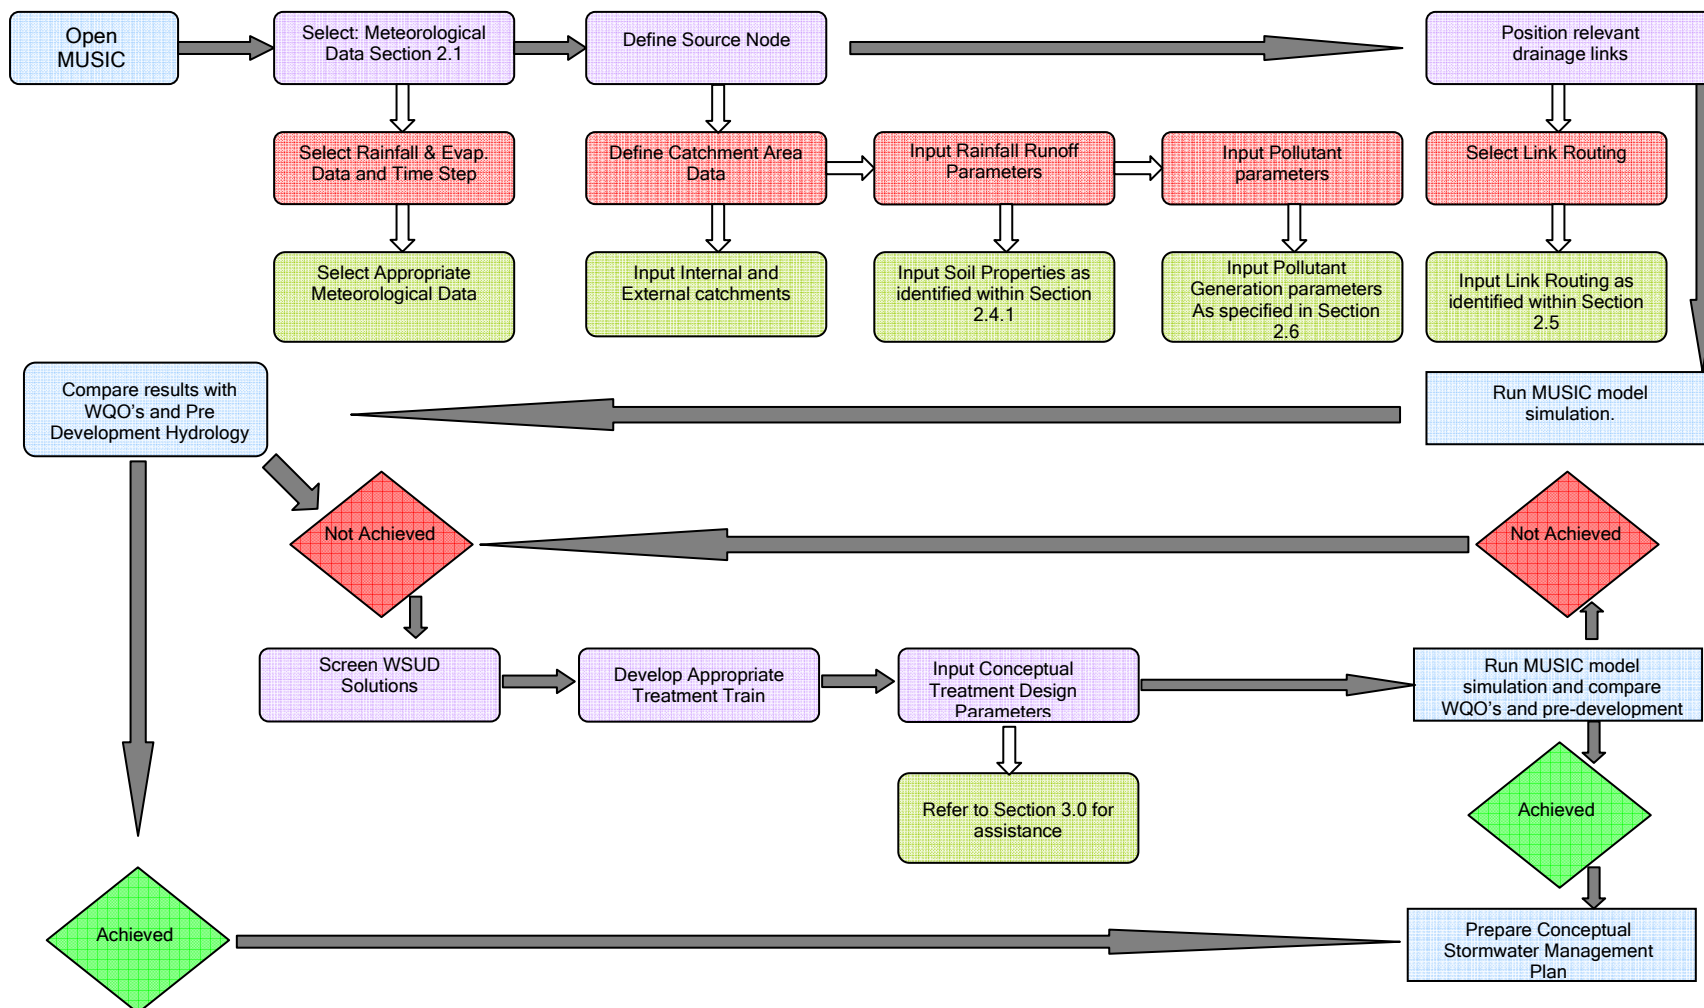 Open
MUSIC
Select: Meteorological
Data Section 2.1
Define Source Node
Position relevant
drainage links
Select Rainfall & Evap.
Data and Time Step
Define Catchment Area
Data
Input Rainfall Runoff
Parameters
Input Pollutant
parameters
Select Link Routing
Select Appropriate
Meteorological Data
Input Internal and
External catchments
Input Soil Properties as
identified within Section
2.4.1
Input Pollutant
Generation parameters
As specified in Section
2.6
Input Link Routing as
identified within Section
2.5
Compare results with
WQO's and Pre
Development Hydrology
Run MUSIC model
simulation.
Not Achieved
Not Achieved
Screen WSUD
Solutions
Develop Appropriate
Treatment Train
Input Conceptual
Treatment Design
Parameters
Run MUSIC model
simulation and compare
WQO's and pre-development
Refer to Section 3.0 for
assistance
Achieved
Achieved
Prepare Conceptual
Stormwater Management
Plan